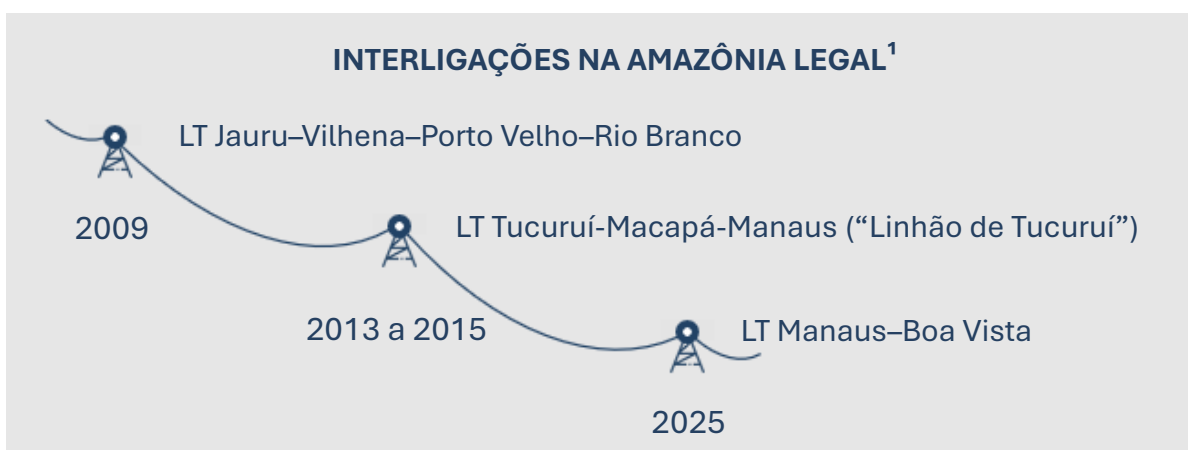 INTERLIGAÇÕES NA AMAZÔNIA LEGAL¹
LT Jauru–Vilhena–Porto Velho–Rio Branco
2009
LT Tucuruí-Macapá-Manaus (“Linhão de Tucuruí”)
2013 a 2015
LT Manaus–Boa Vista
2025